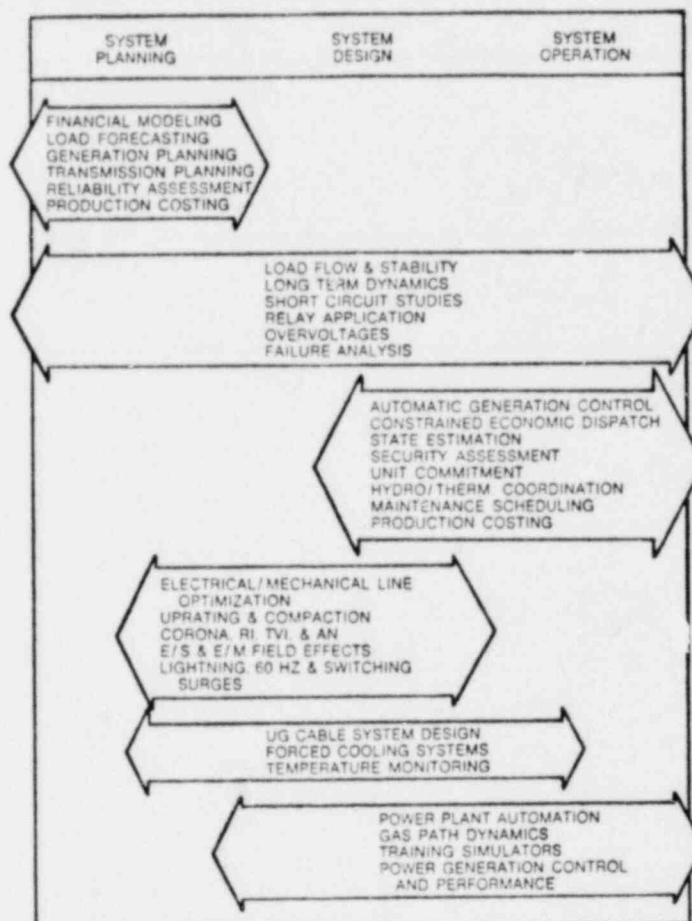 SYSTEM
PLANNING
SYSTEM
DESIGN
SYSTEM
OPERATION
FINANCIAL MODELING
LOAD FORECASTING
GENERATION PLANNING
TRANSMISSION PLANNING
RELIABILITY ASSESSMENT
PRODUCTION COSTING
LOAD FLOW & STABILITY
LONG TERM DYNAMICS
SHORT CIRCUIT STUDIES
RELAY APPLICATION
OVERVOLTAGES
FAILURE ANALYSIS
AUTOMATIC GENERATION CONTROL
CONSTRAINED ECONOMIC DISPATCH
STATE ESTIMATION
SECURITY ASSESSMENT
UNIT COMMITMENT
HYDRO/THERM. COORDINATION
MAINTENANCE SCHEDULING
PRODUCTION COSTING
ELECTRICAL/MECHANICAL LINE
OPTIMIZATION
UPRATING & COMPACTION
CORONA, RI, TVI, & AN
E/S & E/M FIELD EFFECTS
LIGHTNING, 60 HZ & SWITCHING
SURGES
UG CABLE SYSTEM DESIGN
FORCED COOLING SYSTEMS
TEMPERATURE MONITORING
POWER PLANT AUTOMATION
GAS PATH DYNAMICS
TRAINING SIMULATORS
POWER GENERATION CONTROL
AND PERFORMANCE